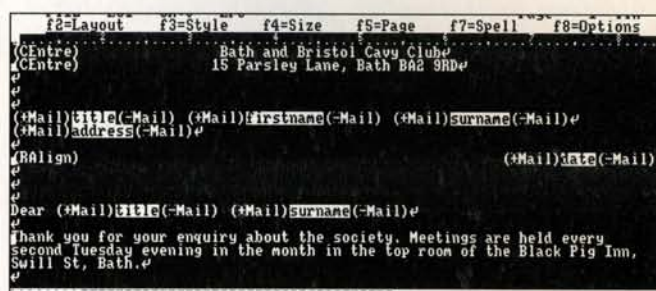 f2=Layout f3=Style f4=Size f5=Page f7=Spell f8=Options
(CEntre) Bath and Bristol Cavy Club↵
(CEntre) 15 Parsley Lane, Bath BA2 9RD↵
↵
↵
↵
(+Mail)title(-Mail) (+Mail)firstname(-Mail) (+Mail)surname(-Mail)↵
(+Mail)address(-Mail)↵
↵
(RAlign) (+Mail)date(-Mail)
↵
↵
↵
Dear (+Mail)title(-Mail) (+Mail)surname(-Mail)↵
↵
Thank you for your enquiry about the society. Meetings are held every
second Tuesday evening in the month in the top room of the Black Pig Inn,
Swill St, Bath.↵
↵